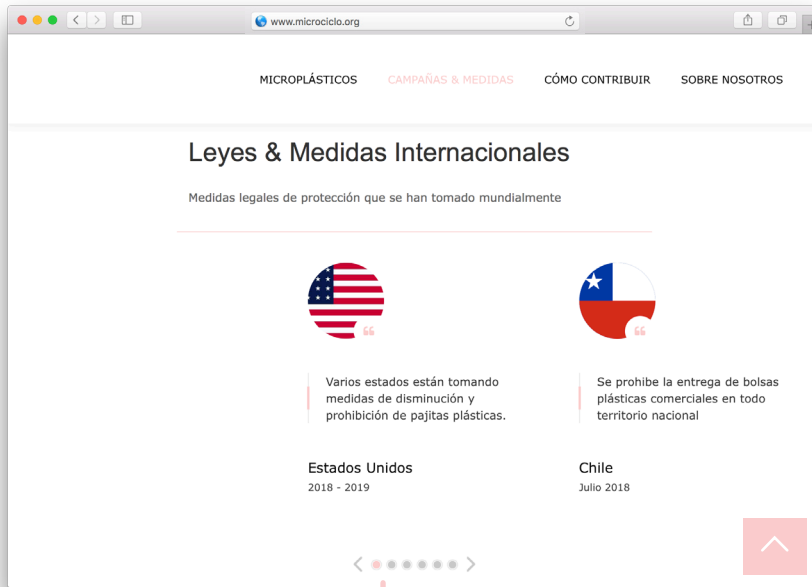 www.microciclo.org
MICROPLÁSTICOS CAMPAÑAS & MEDIDAS CÓMO CONTRIBUIR SOBRE NOSOTROS
Leyes & Medidas Internacionales
Medidas legales de protección que se han tomado mundialmente
Varios estados están tomando
medidas de disminución y
prohibición de pajitas plásticas.
Estados Unidos
2018 - 2019
Se prohibe la entrega de bolsas
plásticas comerciales en todo
territorio nacional
Chile
Julio 2018